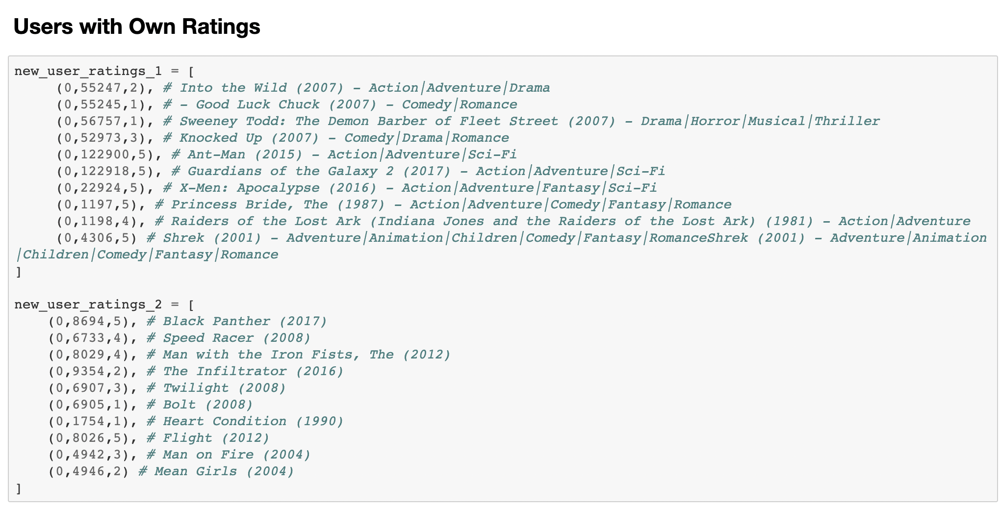 Users with Own Ratings
new_user_ratings_1 = [
(0,55247,2), # Into the Wild (2007) - Action|Adventure|Drama
(0,55245,1), # - Good Luck Chuck (2007) - Comedy|Romance
(0,56757,1), # Sweeney Todd: The Demon Barber of Fleet Street (2007) - Drama|Horror|Musical|Thriller
(0,52973,3), # Knocked Up (2007) - Comedy|Drama|Romance
(0,122900,5), # Ant-Man (2015) - Action|Adventure|Sci-Fi
(0,122918,5), # Guardians of the Galaxy 2 (2017) - Action|Adventure|Sci-Fi
(0,22924,5), # X-Men: Apocalypse (2016) - Action|Adventure|Fantasy|Sci-Fi
(0,1197,5), # Princess Bride, The (1987) - Action|Adventure|Comedy|Fantasy|Romance
(0,1198,4), # Raiders of the Lost Ark (Indiana Jones and the Raiders of the Lost Ark) (1981) - Action|Adventure
(0,4306,5) # Shrek (2001) - Adventure|Animation|Children|Comedy|Fantasy|RomanceShrek (2001) - Adventure|Animation
|Children|Comedy|Fantasy|Romance
]
new_user_ratings_2 = [
(0,8694,5), # Black Panther (2017)
(0,6733,4), # Speed Racer (2008)
(0,8029,4), # Man with the Iron Fists, The (2012)
(0,9354,2), # The Infiltrator (2016)
(0,6907,3), # Twilight (2008)
(0,6905,1), # Bolt (2008)
(0,1754,1), # Heart Condition (1990)
(0,8026,5), # Flight (2012)
(0,4942,3), # Man on Fire (2004)
(0,4946,2) # Mean Girls (2004)
]